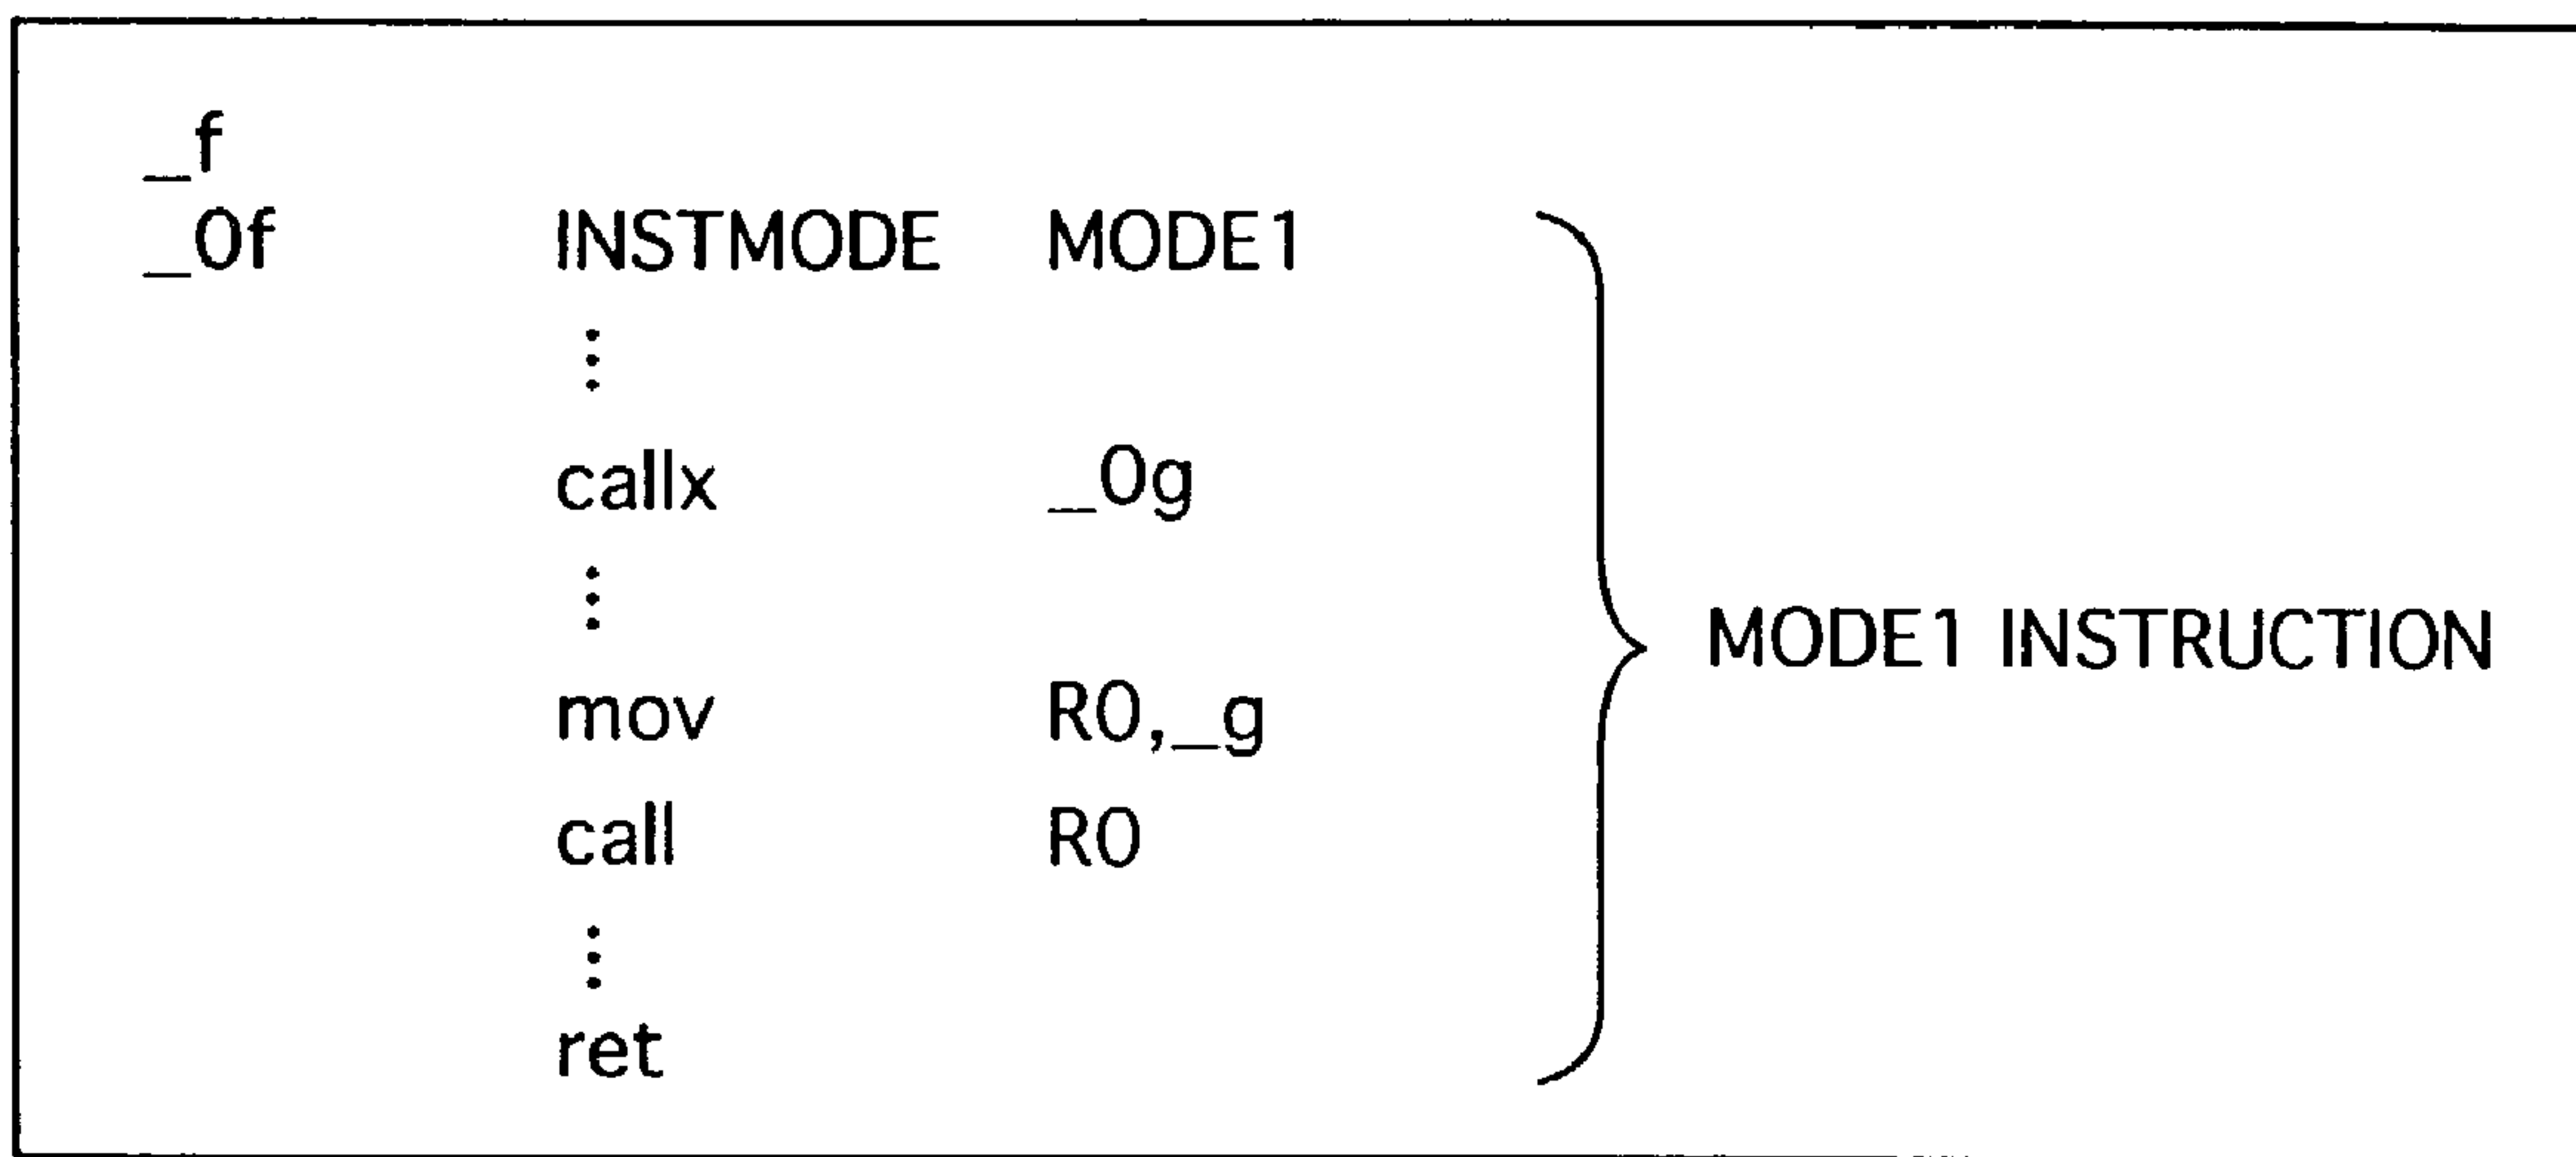 _f
_0f INSTMODE MODE1
⋮
callx _0g
⋮
mov R0,_g
call R0
⋮
ret
MODE1 INSTRUCTION